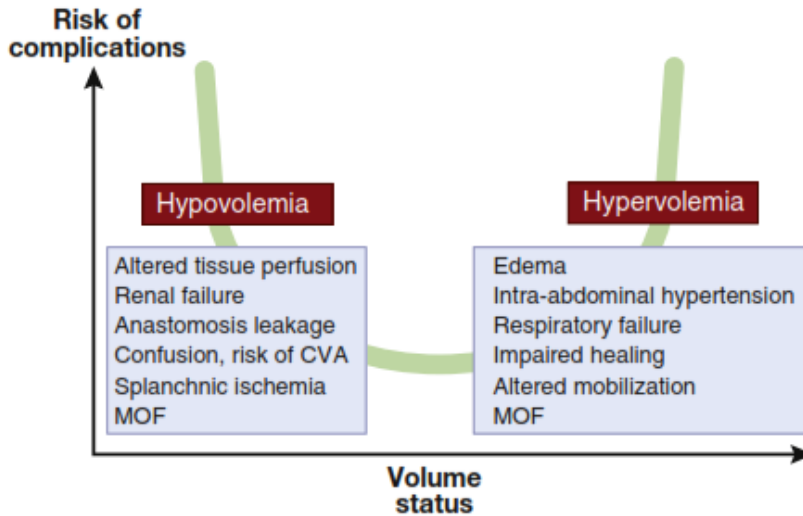 Risk of
complications
Hypovolemia
Altered tissue perfusion
Renal failure
Anastomosis leakage
Confusion, risk of CVA
Splanchnic ischemia
MOF
Hypervolemia
Edema
Intra-abdominal hypertension
Respiratory failure
Impaired healing
Altered mobilization
MOF
Volume
status